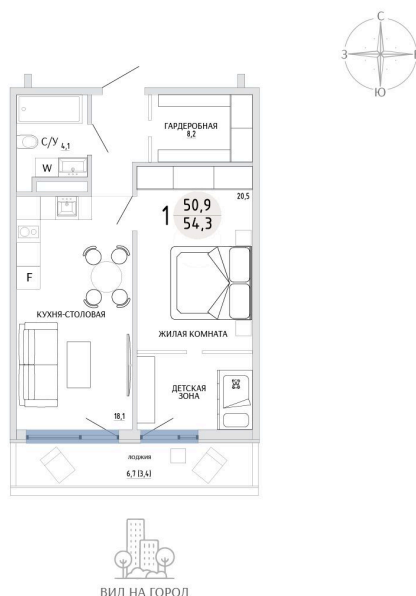 С
З
В
Ю
ГАРДЕРОБНАЯ
8,2
С/У 4,1
W
20,5
1
50,9
54,3
F
КУХНЯ-СТОЛОВАЯ
ЖИЛАЯ КОМНАТА
ДЕТСКАЯ
ЗОНА
18,1
ЛОДЖИЯ
6,7 (3,4)
ВИД НА ГОРОД